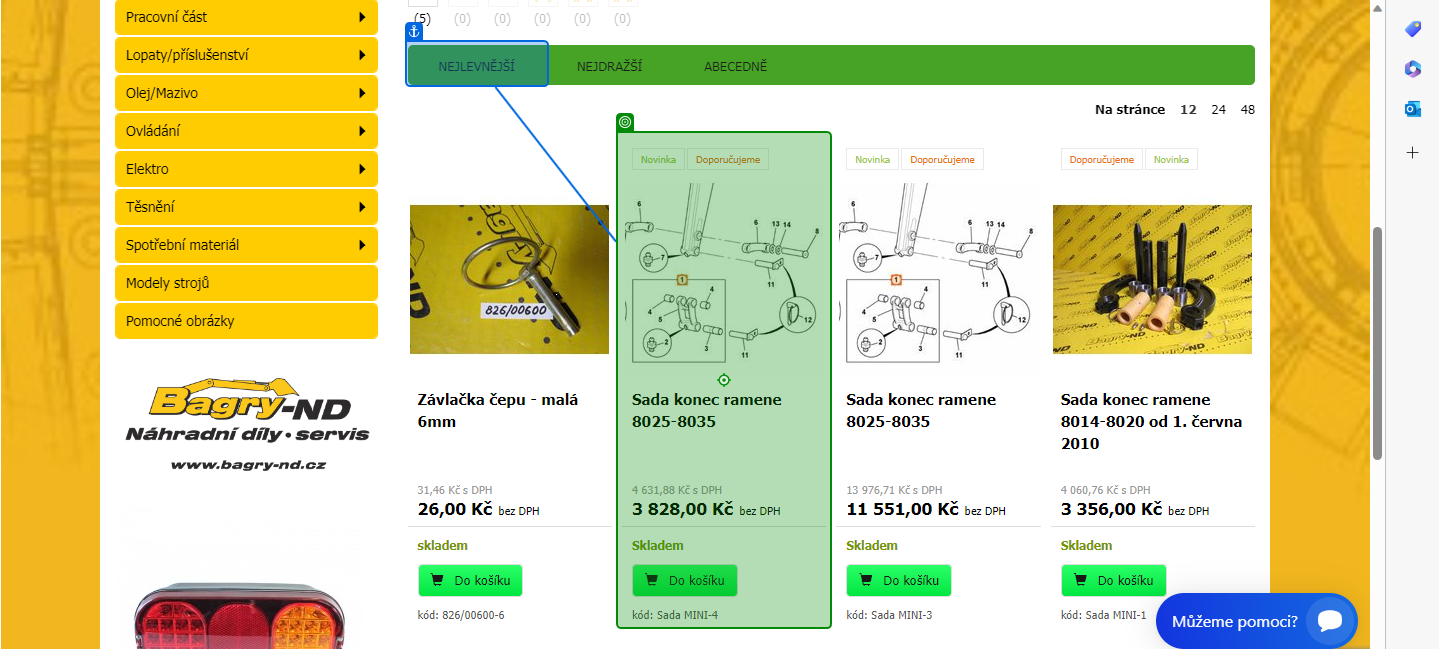 Pracovní část
Lopaty/příslušenství
Olej/Mazivo
Ovládání
Elektro
Těsnění
Spotřební materiál
Modely strojů
Pomocné obrázky
Bagry-ND
Náhradní díly • servis
www.bagry-nd.cz
(5) (0) (0) (0) (0) (0)
NEJLEVNĚJŠÍ NEJDRAŽŠÍ ABECEDNĚ
Na stránce 12 24 48
826/00600
Závlačka čepu - malá
6mm
31,46 Kč s DPH
26,00 Kč bez DPH
skladem
Do košíku
kód: 826/00600-6
Novinka Doporučujeme
6
6 13 14
8
7
11
1
4
4
5
12
2
3
11
Sada konec ramene
8025-8035
4 631,88 Kč s DPH
3 828,00 Kč bez DPH
Skladem
Do košíku
kód: Sada MINI-4
Novinka Doporučujeme
6
6 13 14
8
7
11
1
4
4
5
12
2
3
11
Sada konec ramene
8025-8035
13 976,71 Kč s DPH
11 551,00 Kč bez DPH
Skladem
Do košíku
kód: Sada MINI-3
Doporučujeme Novinka
Sada konec ramene
8014-8020 od 1. června
2010
4 060,76 Kč s DPH
3 356,00 Kč bez DPH
Skladem
Do košíku
kód: Sada MINI-1
Můžeme pomoci?